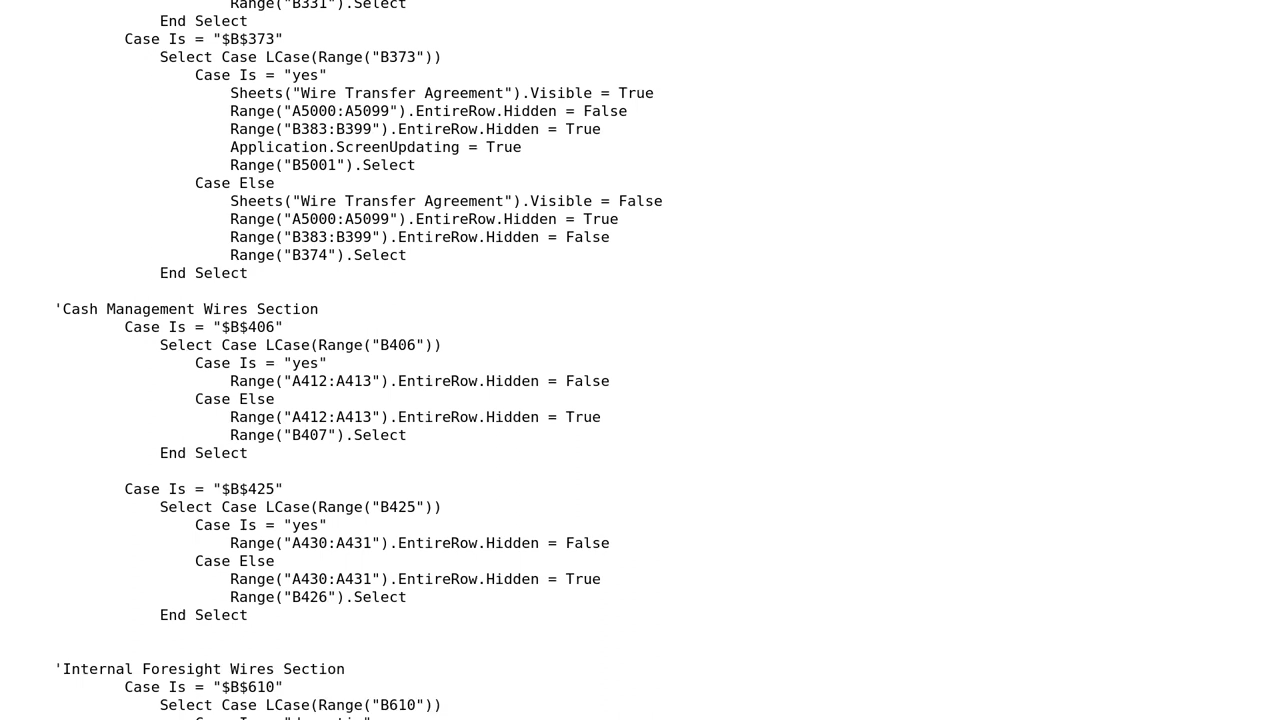 Range("B331").Select
End Select
Case Is = "$B$373"
Select Case LCase(Range("B373"))
Case Is = "yes"
Sheets("Wire Transfer Agreement").Visible = True
Range("A5000:A5099").EntireRow.Hidden = False
Range("B383:B399").EntireRow.Hidden = True
Application.ScreenUpdating = True
Range("B5001").Select
Case Else
Sheets("Wire Transfer Agreement").Visible = False
Range("A5000:A5099").EntireRow.Hidden = True
Range("B383:B399").EntireRow.Hidden = False
Range("B374").Select
End Select
'Cash Management Wires Section
Case Is = "$B$406"
Select Case LCase(Range("B406"))
Case Is = "yes"
Range("A412:A413").EntireRow.Hidden = False
Case Else
Range("A412:A413").EntireRow.Hidden = True
Range("B407").Select
End Select
Case Is = "$B$425"
Select Case LCase(Range("B425"))
Case Is = "yes"
Range("A430:A431").EntireRow.Hidden = False
Case Else
Range("A430:A431").EntireRow.Hidden = True
Range("B426").Select
End Select
'Internal Foresight Wires Section
Case Is = "$B$610"
Select Case LCase(Range("B610"))